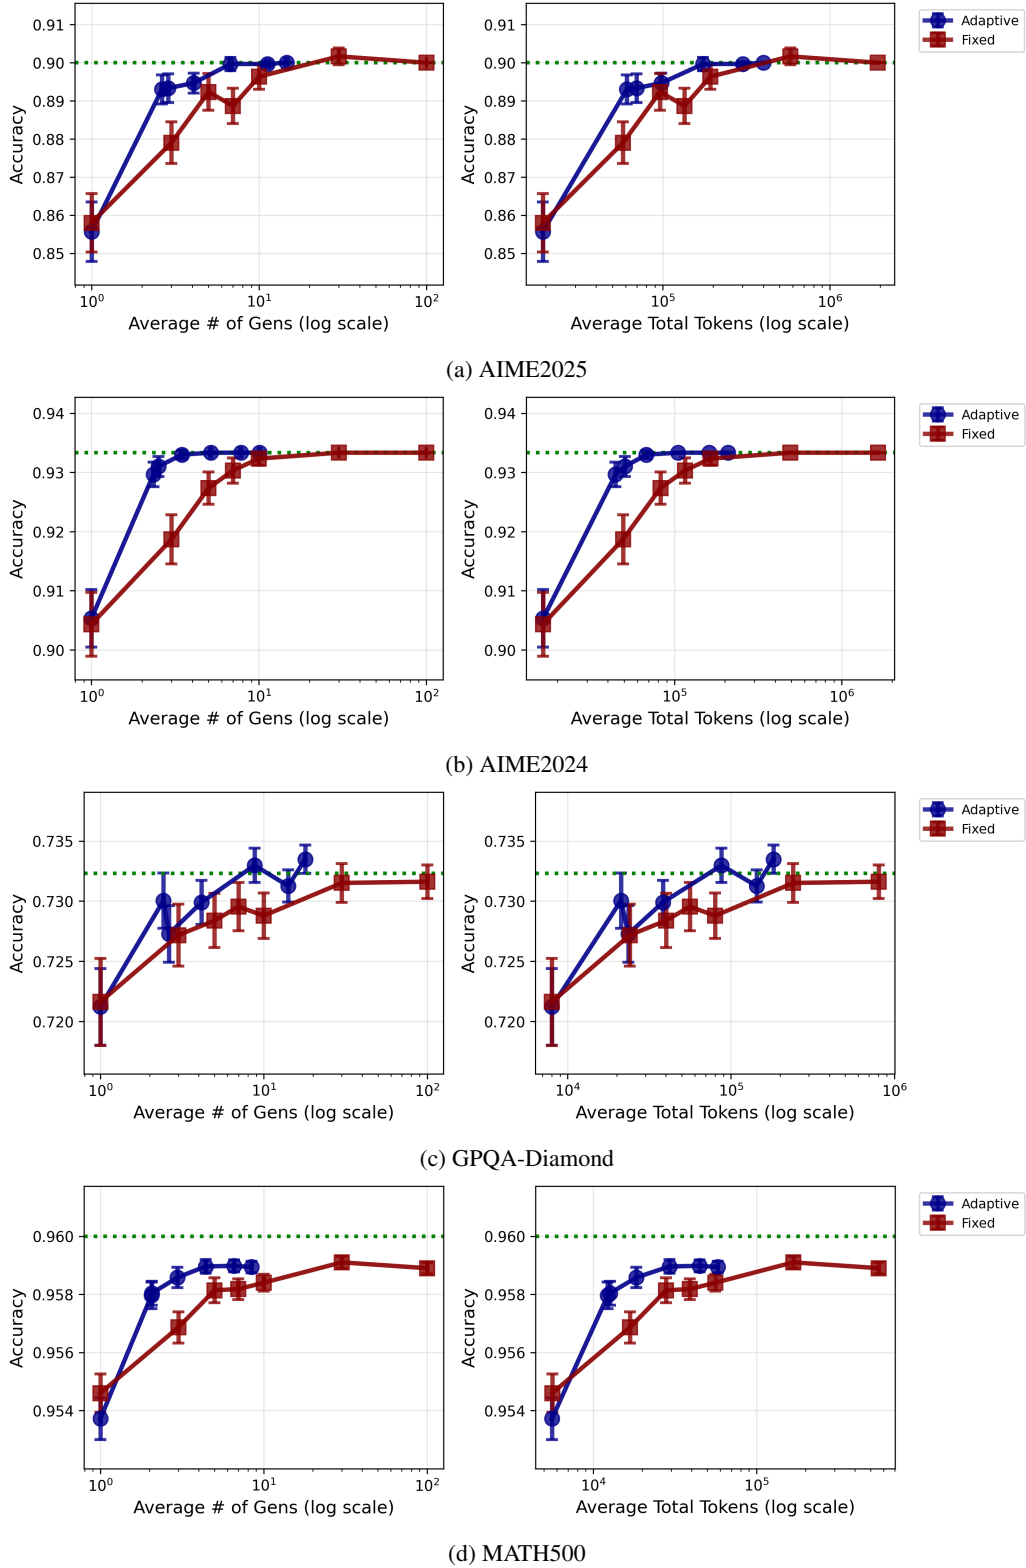 0.91
0.90
0.89
0.88
0.87
0.86
0.85
Accuracy
10⁰
10¹
10²
Average # of Gens (log scale)
0.91
0.90
0.89
0.88
0.87
0.86
0.85
Accuracy
10⁵
10⁶
Average Total Tokens (log scale)
Adaptive
Fixed
(a) AIME2025
0.94
0.93
0.92
0.91
0.90
Accuracy
10⁰
10¹
10²
Average # of Gens (log scale)
0.94
0.93
0.92
0.91
0.90
Accuracy
10⁵
10⁶
Average Total Tokens (log scale)
Adaptive
Fixed
(b) AIME2024
0.735
0.730
0.725
0.720
Accuracy
10⁰
10¹
10²
Average # of Gens (log scale)
0.735
0.730
0.725
0.720
Accuracy
10⁴
10⁵
10⁶
Average Total Tokens (log scale)
Adaptive
Fixed
(c) GPQA-Diamond
0.960
0.958
0.956
0.954
Accuracy
10⁰
10¹
10²
Average # of Gens (log scale)
0.960
0.958
0.956
0.954
Accuracy
10⁴
10⁵
Average Total Tokens (log scale)
Adaptive
Fixed
(d) MATH500